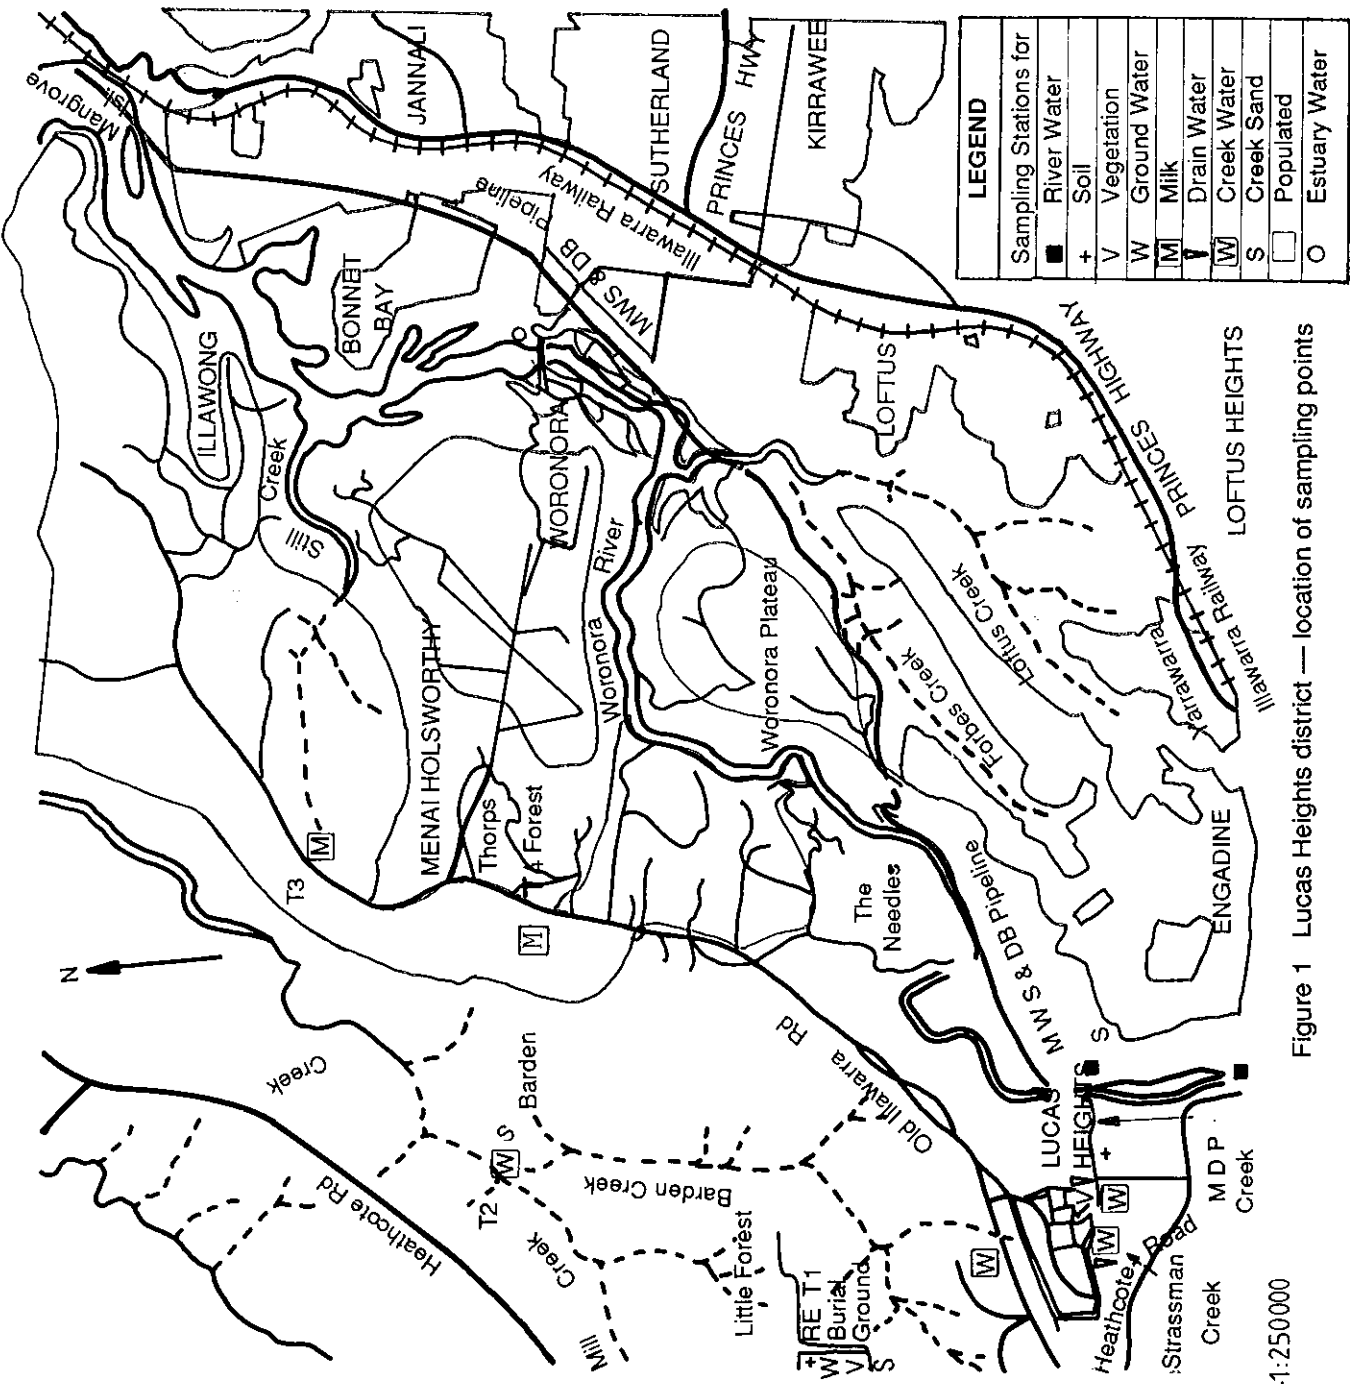 Mangrove
Isl.
JANNALI
SUTHERLAND
PRINCES HWY
KIRRAWEE
Pipeline
Illawarra Railway
MWS & DB
BONNET
BAY
ILLAWONG
Creek
Still
WORONORA
River
Woronora
LOFTUS
PRINCES HIGHWAY
LOFTUS HEIGHTS
Woronora Plateau
Forbes Creek
Loftus Creek
Yarrawarra
Illawarra Railway
MENAI HOLSWORTHY
Thorps
Forest
T4
T3
M
M
N
The
Needles
M W S & DB Pipeline
ENGADINE
S
Creek
Barden
Heathcote Rd
S
W
T2
Barden Creek
Creek
Mill
Old Illawarra
Rd
LUCAS
HEIGHTS
+
V
W
W
W
Little Forest
RE T1
Burial
Ground
+
W
V
S
M D P
Creek
Heathcote Road
Strassman
Creek
LEGEND
Sampling Stations for
■ River Water
+ Soil
V Vegetation
W Ground Water
M Milk
Drain Water
W Creek Water
S Creek Sand
Populated
O Estuary Water
1:250000
Figure 1 Lucas Heights district — location of sampling points